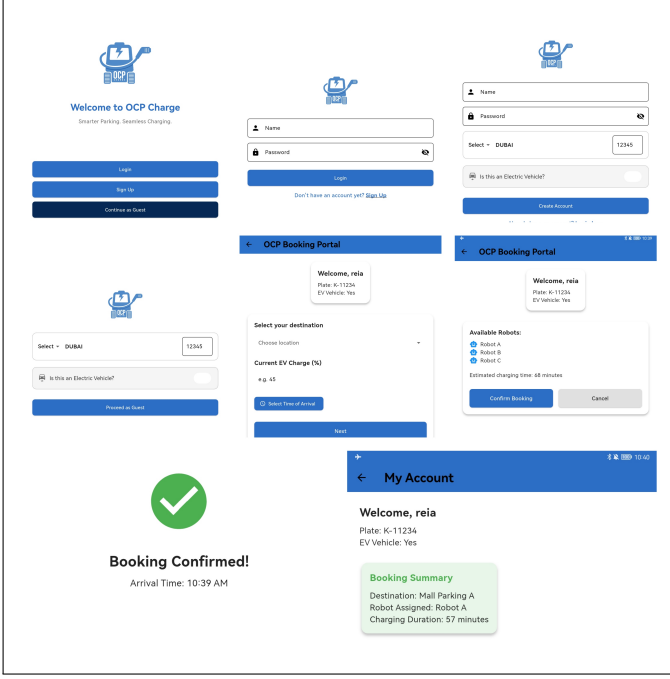 OCP
Welcome to OCP Charge
Smarter Parking. Seamless Charging.
Login
Sign Up
Continue as Guest
OCP
Name
Password
Login
Don't have an account yet? Sign Up
OCP
Name
Password
Select DUBAI 12345
Is this an Electric Vehicle?
Create Account
OCP
Select DUBAI 12345
Is this an Electric Vehicle?
Proceed as Guest
OCP Booking Portal
Welcome, reia
Plate: K-11234
EV Vehicle: Yes
Select your destination
Choose location
Current EV Charge (%)
e.g. 45
Select Time of Arrival
Next
10:39
OCP Booking Portal
Welcome, reia
Plate: K-11234
EV Vehicle: Yes
Available Robots:
Robot A
Robot B
Robot C
Estimated charging time: 68 minutes
Confirm Booking Cancel
Booking Confirmed!
Arrival Time: 10:39 AM
10:40
My Account
Welcome, reia
Plate: K-11234
EV Vehicle: Yes
Booking Summary
Destination: Mall Parking A
Robot Assigned: Robot A
Charging Duration: 57 minutes